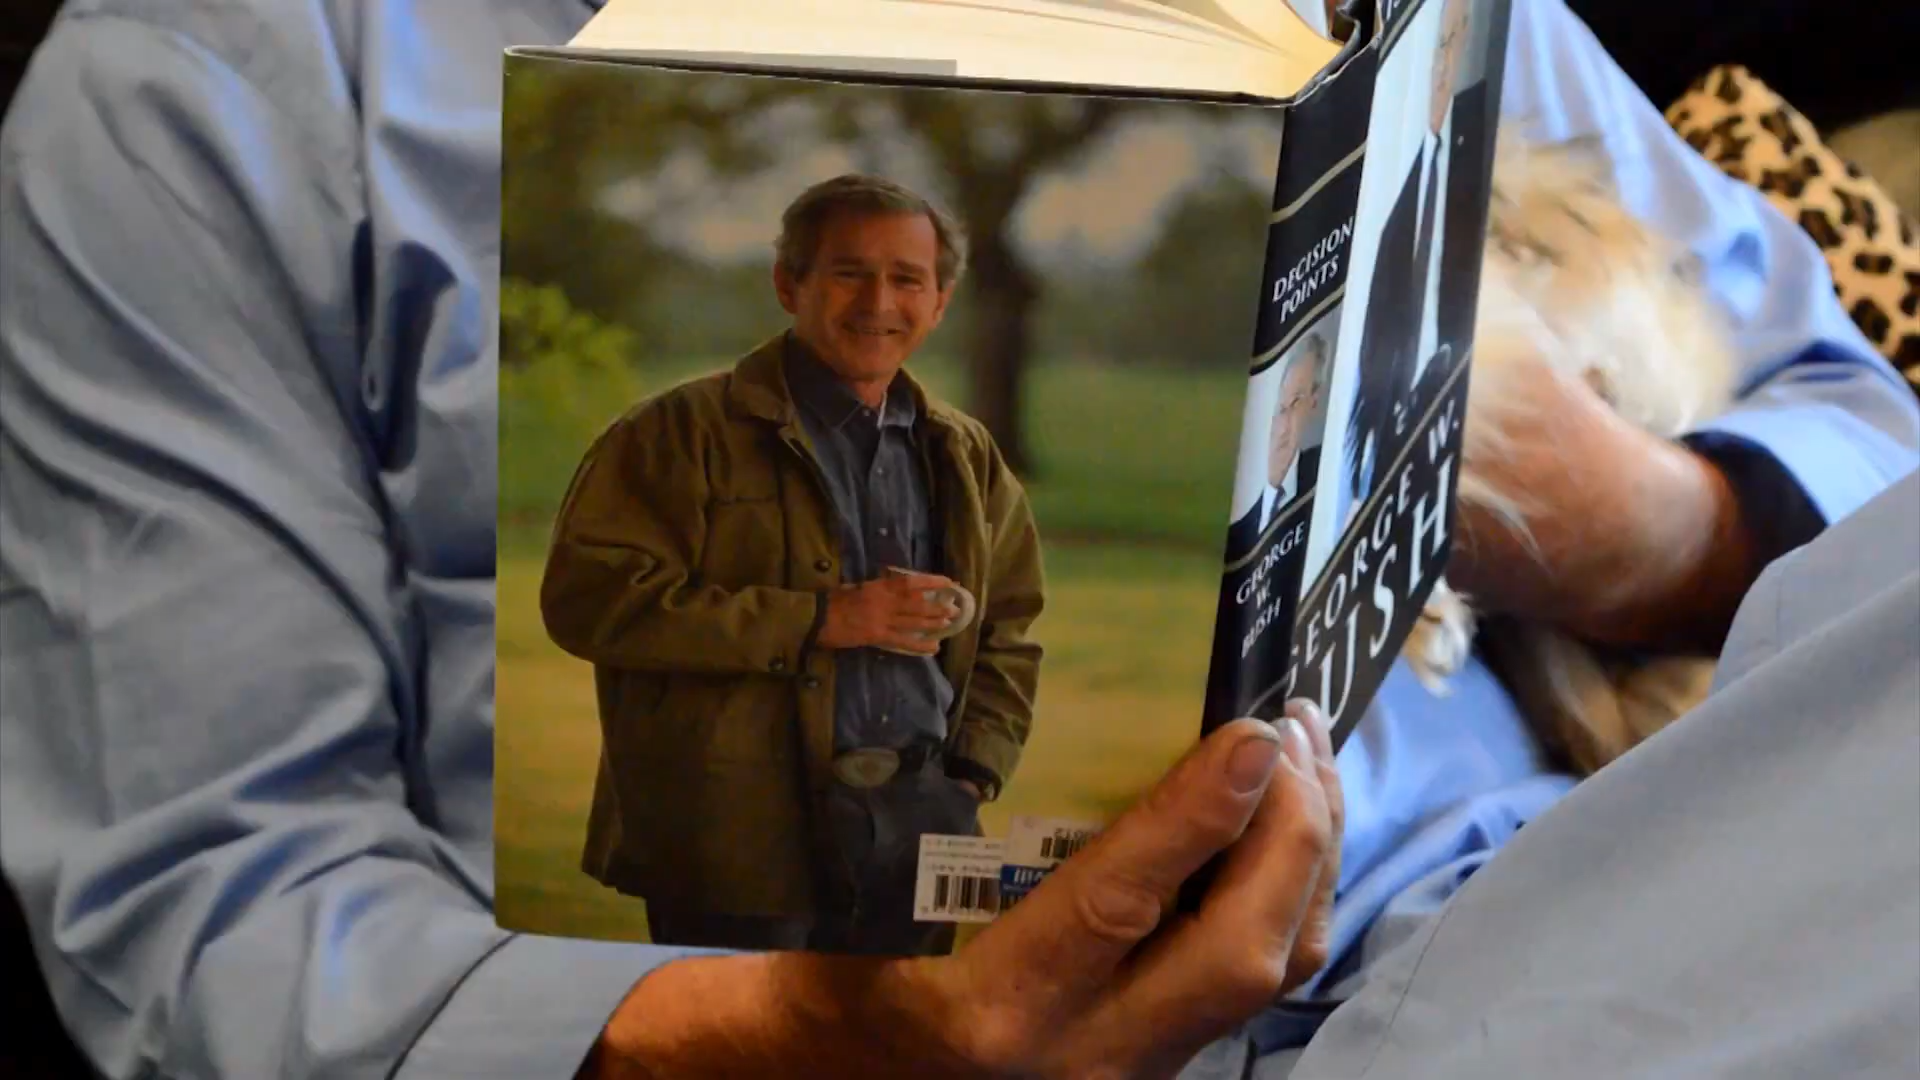 DECISION
POINTS
GEORGE
W.
BUSH
GEORGE W.
BUSH